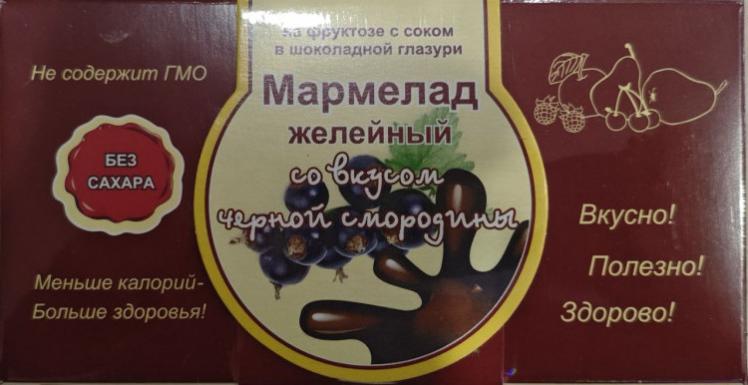 Не содержит ГМО
БЕЗ
САХАРА
Меньше калорий-
Больше здоровья!
на фруктозе с соком
в шоколадной глазури
Мармелад
желейный
со вкусом
черной смородины
Вкусно!
Полезно!
Здорово!